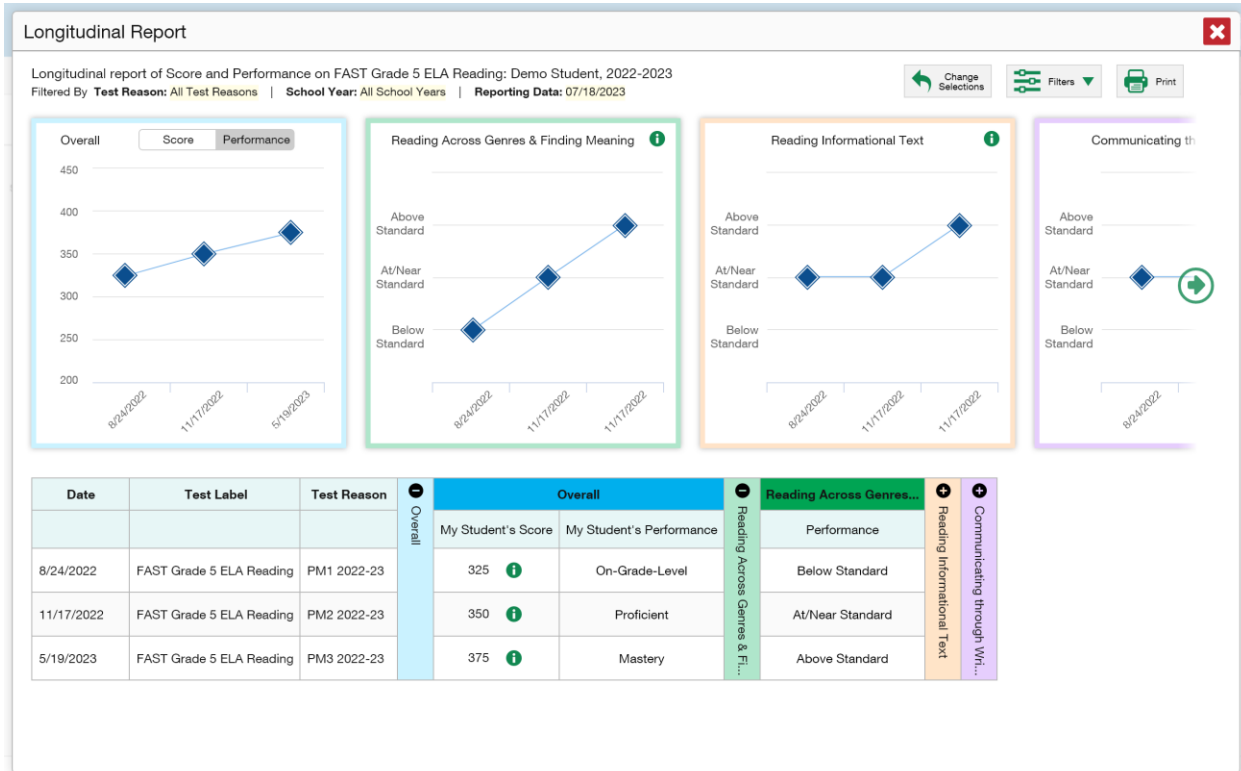 Longitudinal Report
Longitudinal report of Score and Performance on FAST Grade 5 ELA Reading: Demo Student, 2022-2023
Filtered By Test Reason: All Test Reasons | School Year: All School Years | Reporting Data: 07/18/2023
Change Selections
Filters
Print
Overall
Score
Performance
450
400
350
300
250
200
8/24/2022
11/17/2022
5/19/2023
Reading Across Genres & Finding Meaning
Above
Standard
At/Near
Standard
Below
Standard
8/24/2022
11/17/2022
11/17/2022
Reading Informational Text
Above
Standard
At/Near
Standard
Below
Standard
8/24/2022
11/17/2022
11/17/2022
Communicating th
Above
Standard
At/Near
Standard
Below
Standard
8/24/2022
Date Test Label Test Reason Overall Overall Reading Across Genres & Fi... Reading Across Genres... Reading Informational Text Communicating through Wri...
My Student's Score My Student's Performance Performance
8/24/2022 FAST Grade 5 ELA Reading PM1 2022-23 325 On-Grade-Level Below Standard
11/17/2022 FAST Grade 5 ELA Reading PM2 2022-23 350 Proficient At/Near Standard
5/19/2023 FAST Grade 5 ELA Reading PM3 2022-23 375 Mastery Above Standard